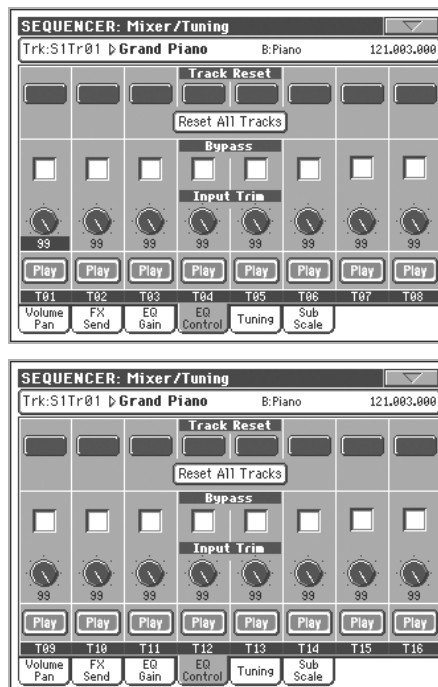 SEQUENCER: Mixer/Tuning
Trk:S1Tr01 Grand Piano B:Piano 121.003.000
Track Reset
Reset All Tracks
Bypass
Input Trim
99 99 99 99 99 99 99 99
Play Play Play Play Play Play Play Play
T01 T02 T03 T04 T05 T06 T07 T08
Volume Pan FX Send EQ Gain EQ Control Tuning Sub Scale
SEQUENCER: Mixer/Tuning
Trk:S1Tr01 Grand Piano B:Piano 121.003.000
Track Reset
Reset All Tracks
Bypass
Input Trim
99 99 99 99 99 99 99 99
Play Play Play Play Play Play Play Play
T09 T10 T11 T12 T13 T14 T15 T16
Volume Pan FX Send EQ Gain EQ Control Tuning Sub Scale